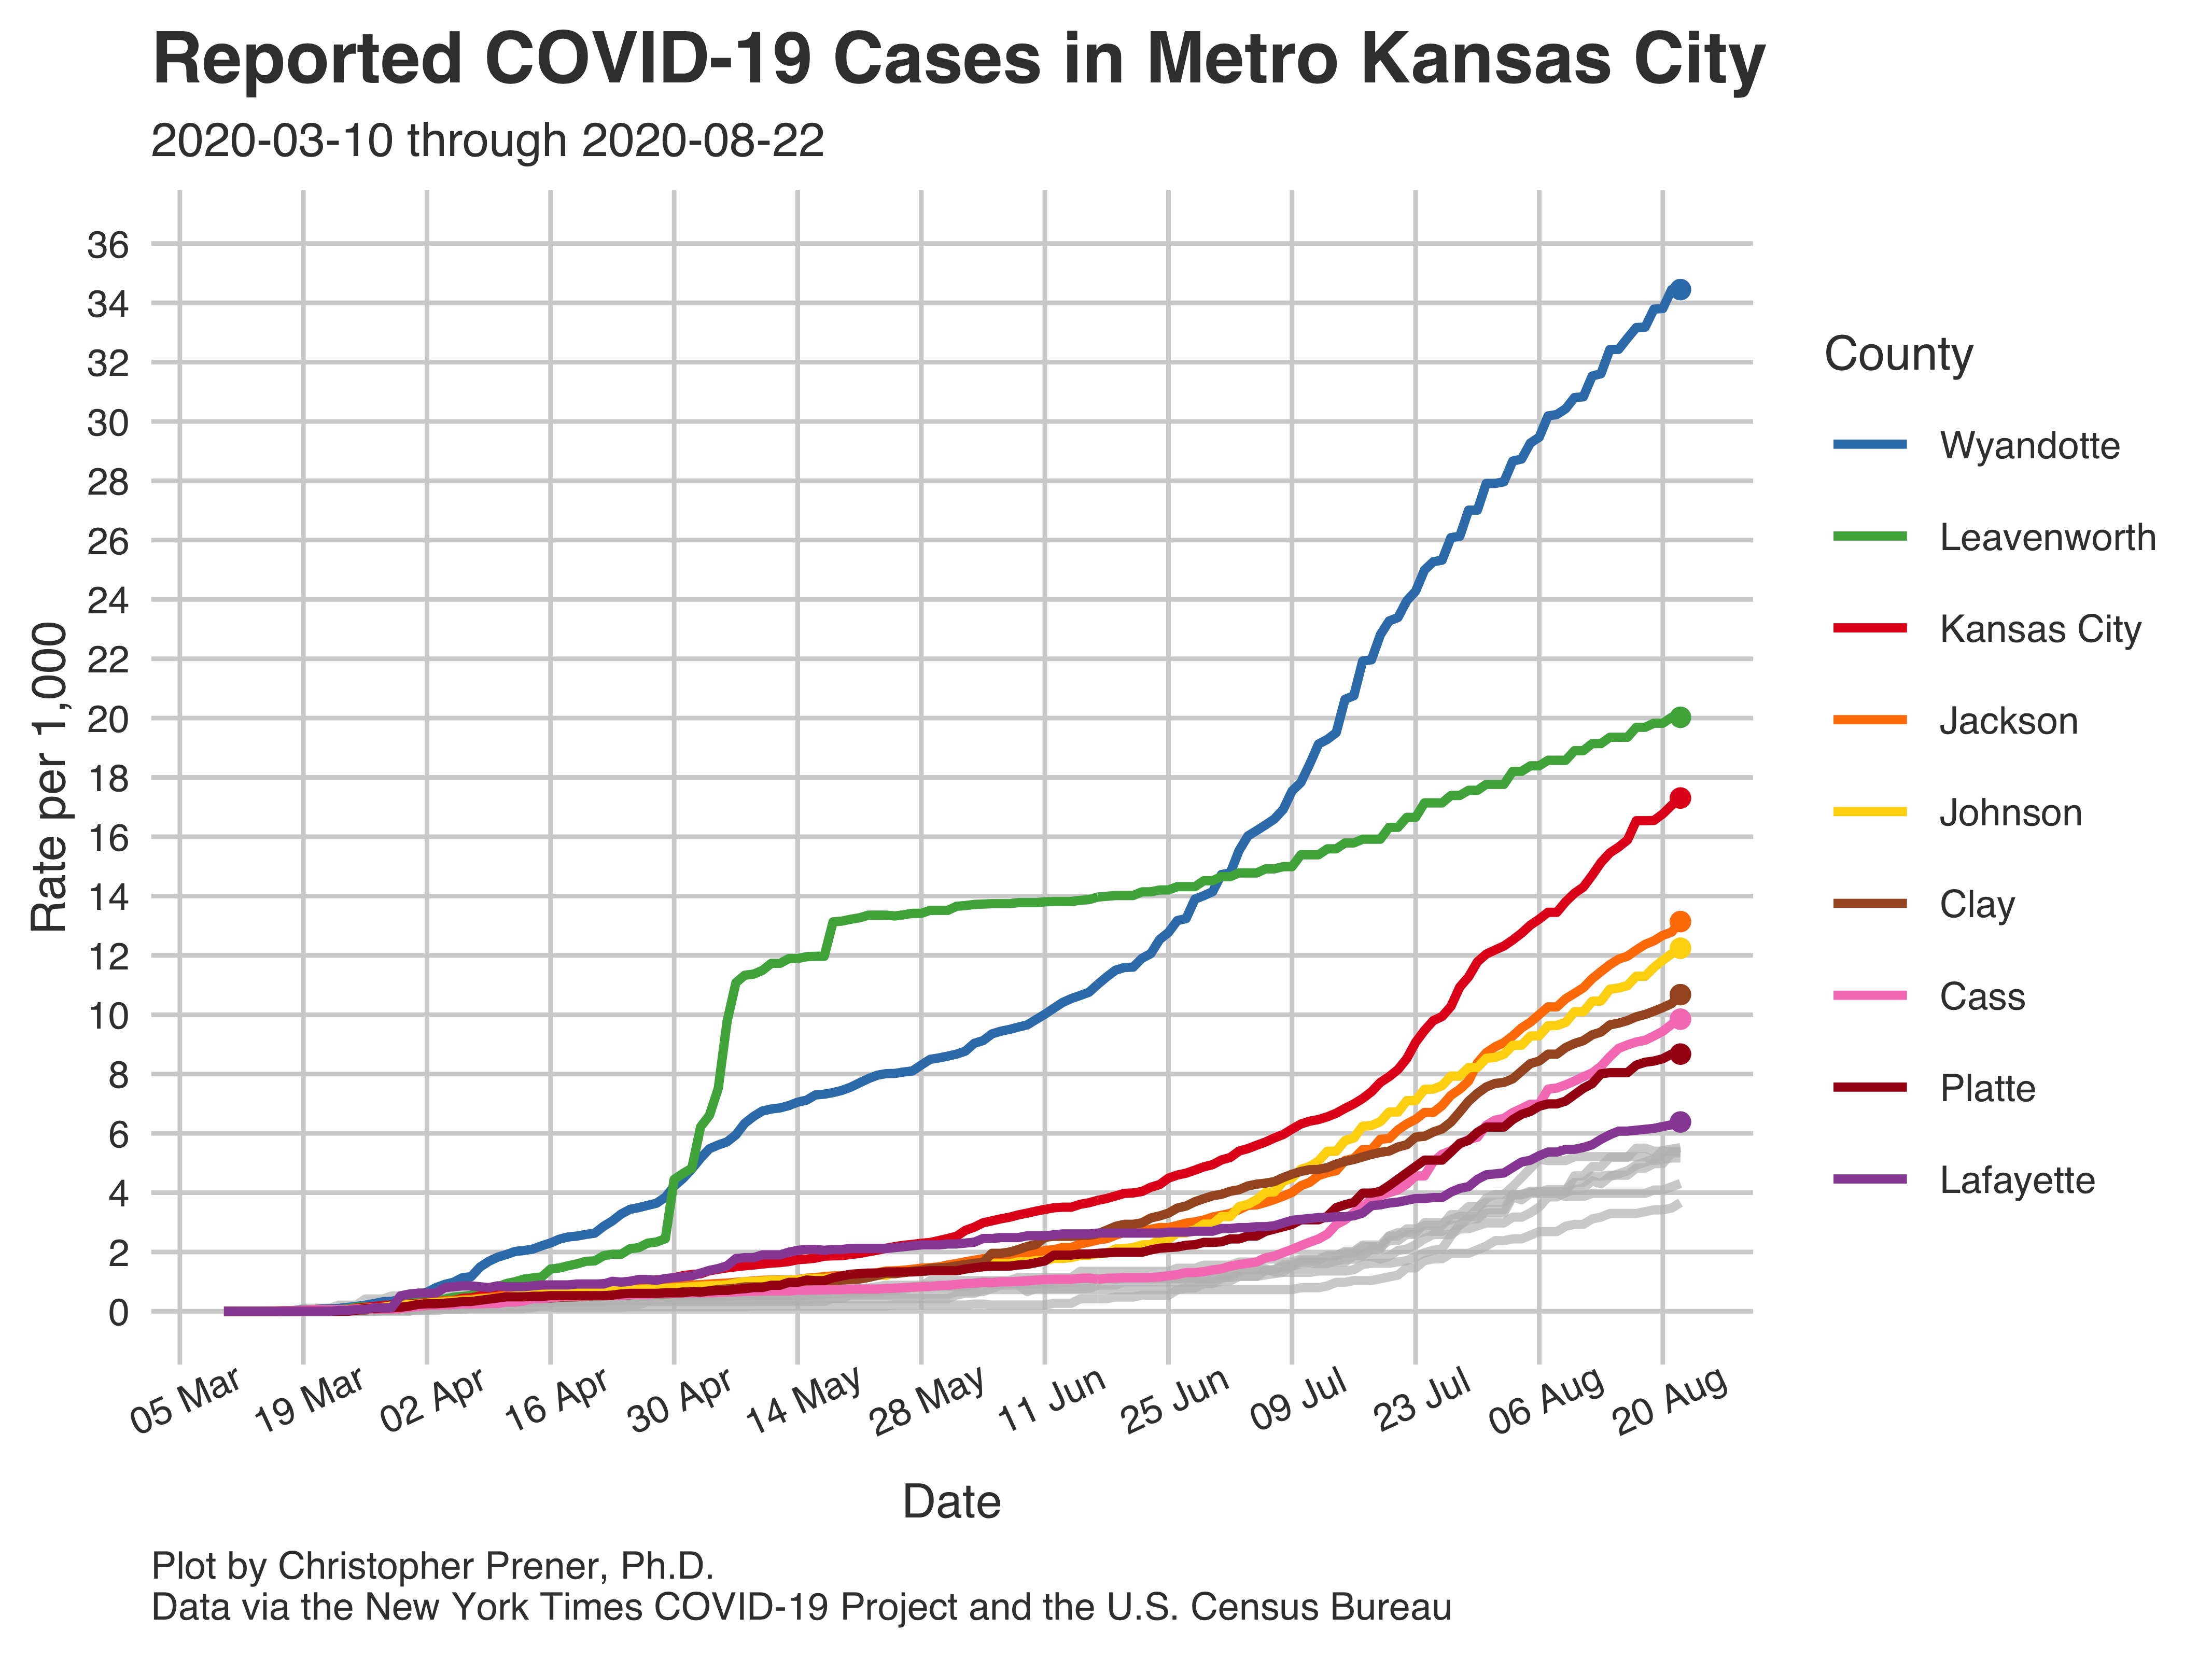 Reported COVID-19 Cases in Metro Kansas City
2020-03-10 through 2020-08-22
Rate per 1,000
36
34
32
30
28
26
24
22
20
18
16
14
12
10
8
6
4
2
0
05 Mar
19 Mar
02 Apr
16 Apr
30 Apr
14 May
28 May
11 Jun
25 Jun
09 Jul
23 Jul
06 Aug
20 Aug
Date
County
Wyandotte
Leavenworth
Kansas City
Jackson
Johnson
Clay
Cass
Platte
Lafayette
Plot by Christopher Prener, Ph.D.
Data via the New York Times COVID-19 Project and the U.S. Census Bureau